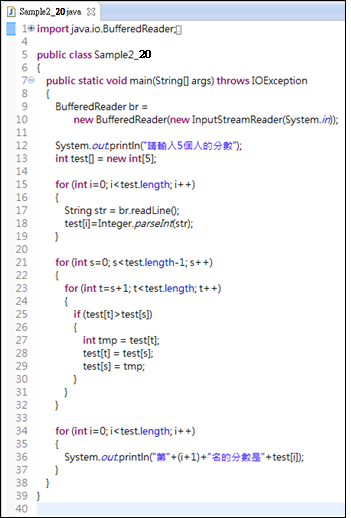 Sample2_20.java
1 import java.io.BufferedReader;
4
5 public class Sample2_20
6 {
7 public static void main(String[] args) throws IOException
8 {
9 BufferedReader br =
10 new BufferedReader(new InputStreamReader(System.in));
11
12 System.out.println("請輸入5個人的分數");
13 int test[] = new int[5];
14
15 for (int i=0; i<test.length; i++)
16 {
17 String str = br.readLine();
18 test[i]=Integer.parseInt(str);
19 }
20
21 for (int s=0; s<test.length-1; s++)
22 {
23 for (int t=s+1; t<test.length; t++)
24 {
25 if (test[t]>test[s])
26 {
27 int tmp = test[t];
28 test[t] = test[s];
29 test[s] = tmp;
30 }
31 }
32 }
33
34 for (int i=0; i<test.length; i++)
35 {
36 System.out.println("第"+(i+1)+"名的分數是"+test[i]);
37 }
38 }
39 }
40